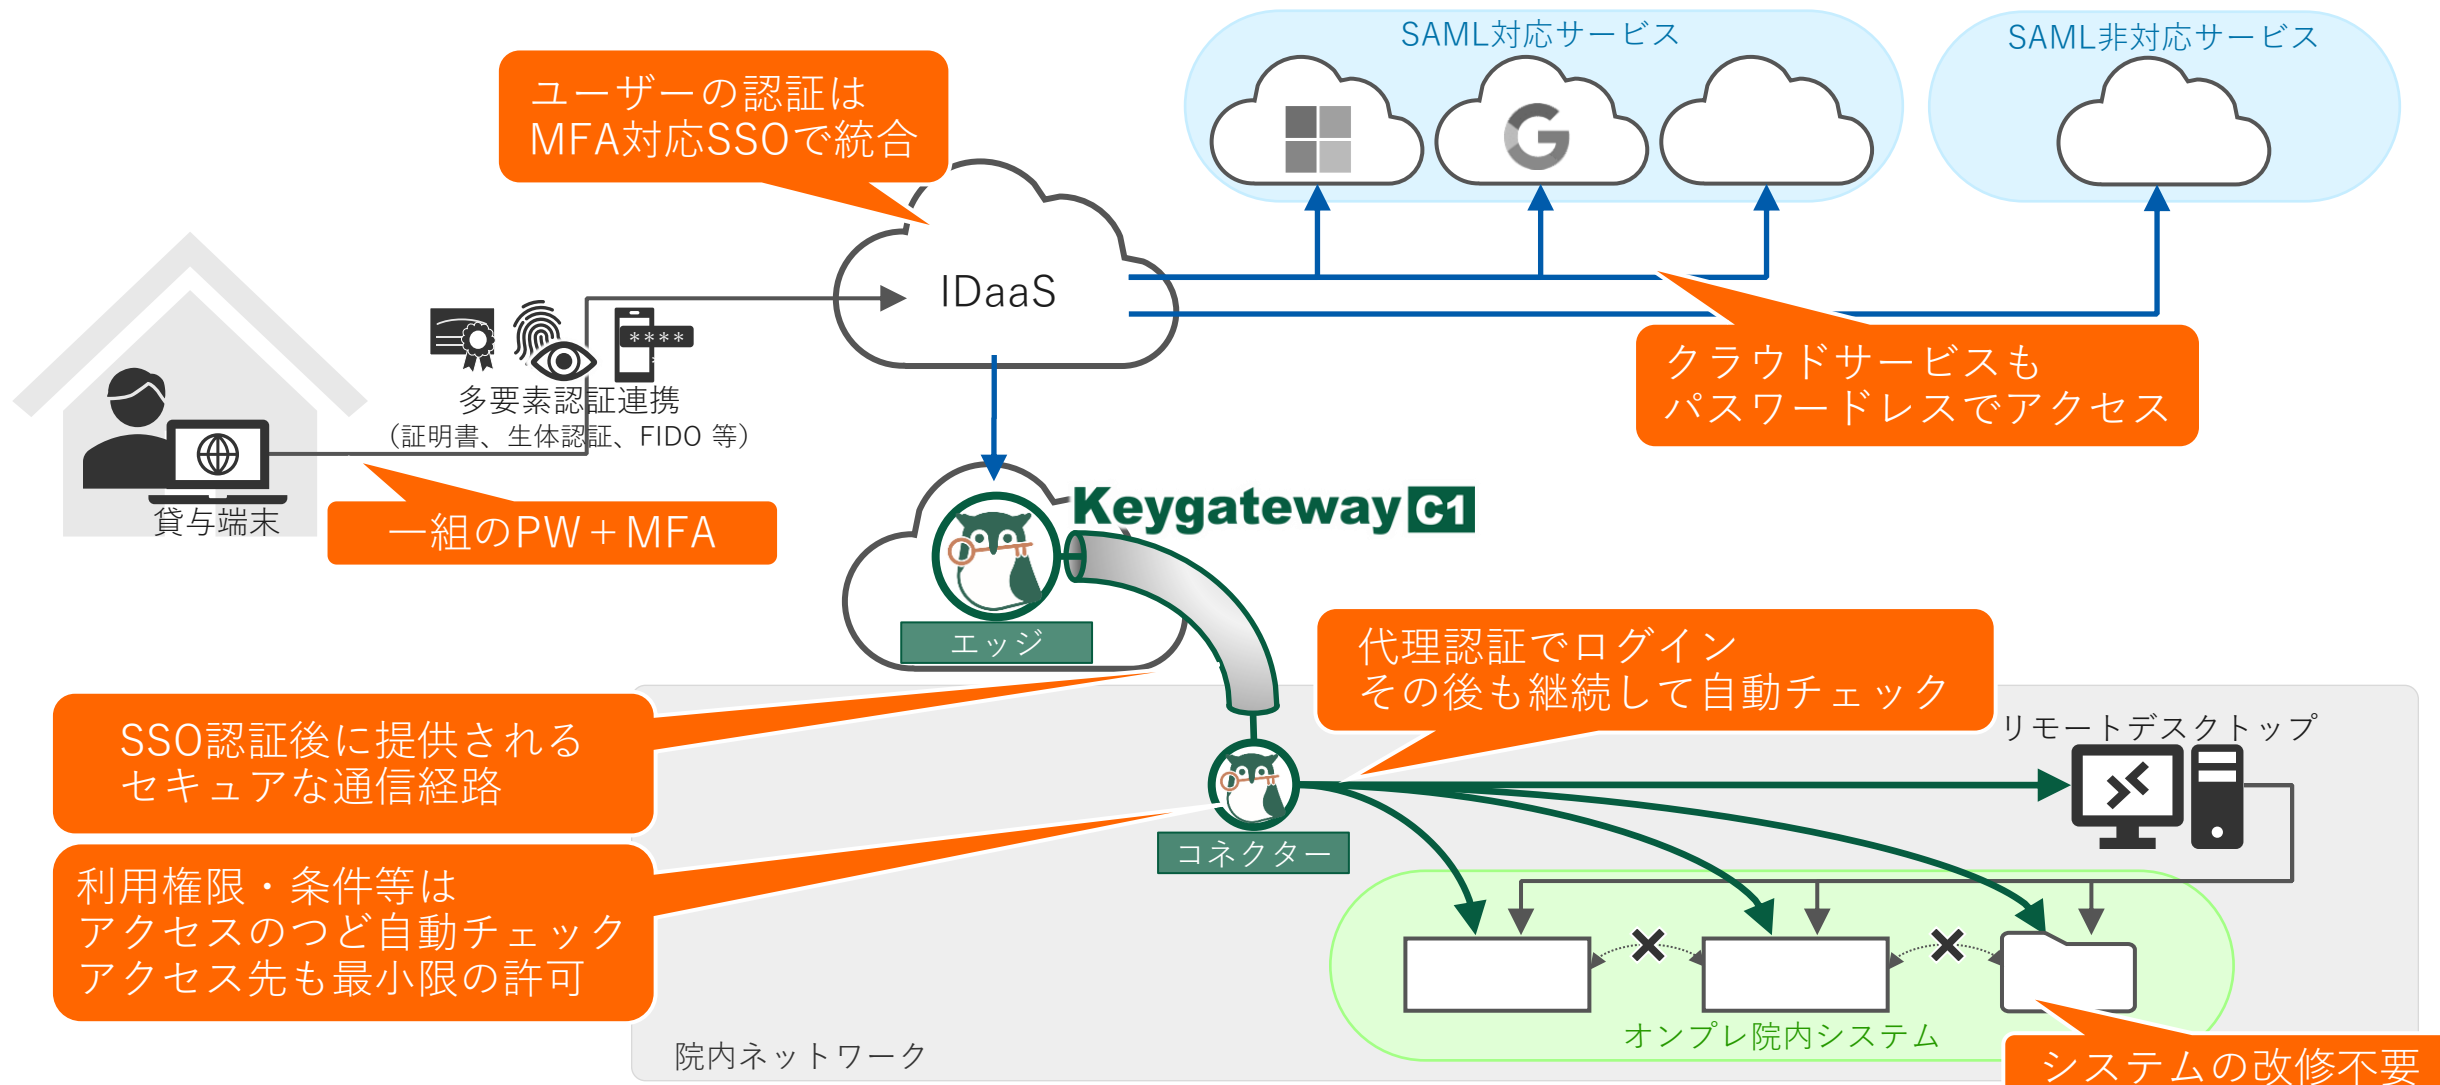 SAML対応サービス
SAML非対応サービス
ユーザーの認証は
MFA対応SSOで統合
IDaaS
****
多要素認証連携
（証明書、生体認証、FIDO 等）
クラウドサービスも
パスワードレスでアクセス
貸与端末
一組のPW＋MFA
Keygateway C1
エッジ
代理認証でログイン
その後も継続して自動チェック
SSO認証後に提供される
セキュアな通信経路
リモートデスクトップ
コネクター
利用権限・条件等は
アクセスのつど自動チェック
アクセス先も最小限の許可
オンプレ院内システム
院内ネットワーク
システムの改修不要